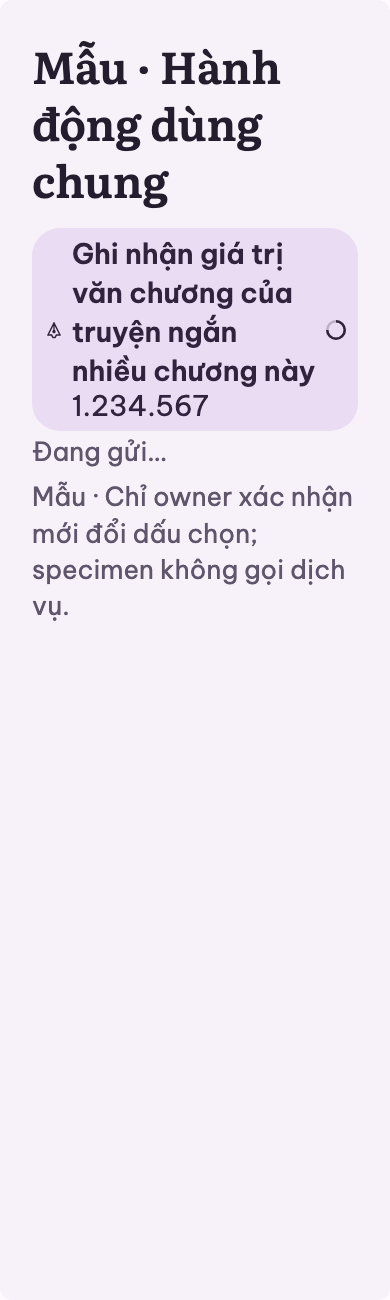 Mẫu · Hành
động dùng
chung
Ghi nhận giá trị
văn chương của
truyện ngắn
nhiều chương này
1.234.567
Đang gửi…
Mẫu · Chỉ owner xác nhận
mới đổi dấu chọn;
specimen không gọi dịch
vụ.